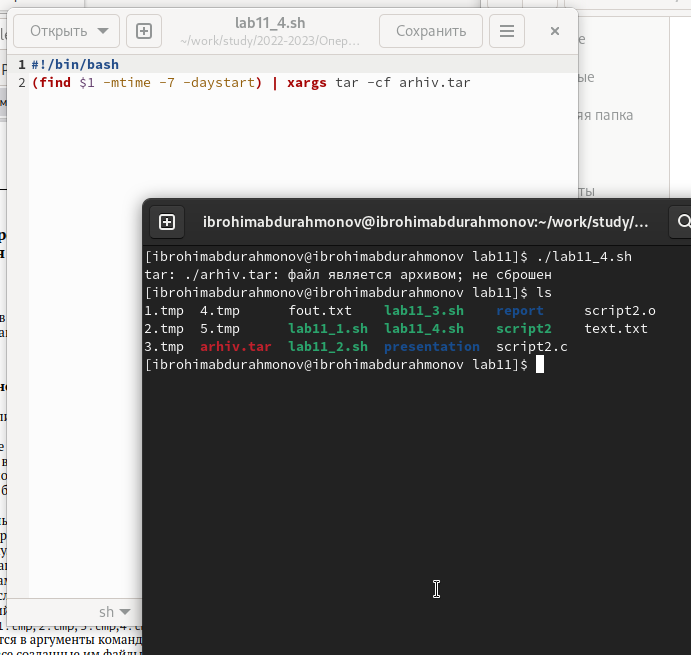 Открыть
lab11_4.sh
~/work/study/2022-2023/Опер…
Сохранить
1 #!/bin/bash
2 (find $1 -mtime -7 -daystart) | xargs tar -cf arhiv.tar
sh
ibrohimabdurahmonov@ibrohimabdurahmonov:~/work/study/…
[ibrohimabdurahmonov@ibrohimabdurahmonov lab11]$ ./lab11_4.sh
tar: ./arhiv.tar: файл является архивом; не сброшен
[ibrohimabdurahmonov@ibrohimabdurahmonov lab11]$ ls
1.tmp 4.tmp fout.txt lab11_3.sh report script2.o
2.tmp 5.tmp lab11_1.sh lab11_4.sh script2 text.txt
3.tmp arhiv.tar lab11_2.sh presentation script2.c
[ibrohimabdurahmonov@ibrohimabdurahmonov lab11]$
папка
тся в аргументы команд